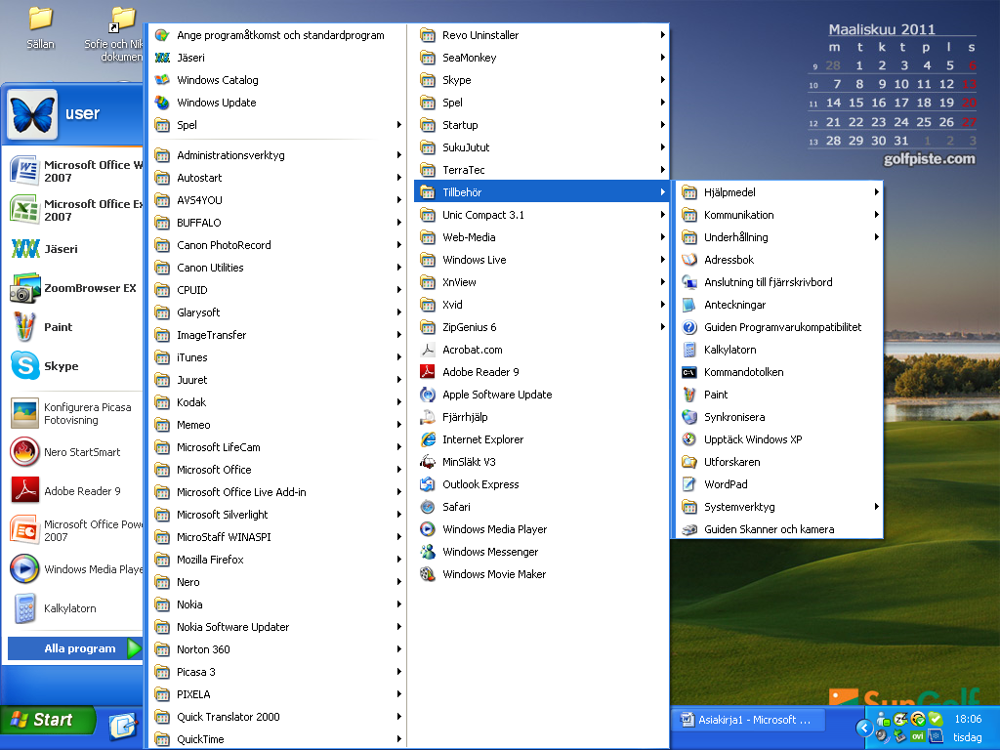 Sällan
Sofie och Nik
dokumen
user
Microsoft Office W
2007
Microsoft Office Ex
2007
Jäseri
ZoomBrowser EX
Paint
Skype
Konfigurera Picasa
Fotovisning
Nero StartSmart
Adobe Reader 9
Microsoft Office Powe
2007
Windows Media Playe
Kalkylatorn
Alla program
Start
Ange programåtkomst och standardprogram
Jäseri
Windows Catalog
Windows Update
Spel
Administrationsverktyg
Autostart
AVS4YOU
BUFFALO
Canon PhotoRecord
Canon Utilities
CPUID
Glarysoft
ImageTransfer
iTunes
Juuret
Kodak
Memeo
Microsoft LifeCam
Microsoft Office
Microsoft Office Live Add-in
Microsoft Silverlight
MicroStaff WINASPI
Mozilla Firefox
Nero
Nokia
Nokia Software Updater
Norton 360
Picasa 3
PIXELA
Quick Translator 2000
QuickTime
Revo Uninstaller
SeaMonkey
Skype
Spel
Startup
SukuJutut
TerraTec
Tillbehör
Unic Compact 3.1
Web-Media
Windows Live
XnView
Xvid
ZipGenius 6
Acrobat.com
Adobe Reader 9
Apple Software Update
Fjärrhjälp
Internet Explorer
MinSläkt V3
Outlook Express
Safari
Windows Media Player
Windows Messenger
Windows Movie Maker
Hjälpmedel
Kommunikation
Underhållning
Adressbok
Anslutning till fjärrskrivbord
Anteckningar
Guiden Programvarukompatibilitet
Kalkylatorn
Kommandotolken
Paint
Synkronisera
Upptäck Windows XP
Utforskaren
WordPad
Systemverktyg
Guiden Skanner och kamera
Maaliskuu 2011
m t k t p l s
9 28 1 2 3 4 5 6
10 7 8 9 10 11 12 13
11 14 15 16 17 18 19 20
12 21 22 23 24 25 26 27
13 28 29 30 31 1 2 3
golfpiste.com
SunGolf
Asiakirja1 - Microsoft ...
ovi
18:06
tisdag